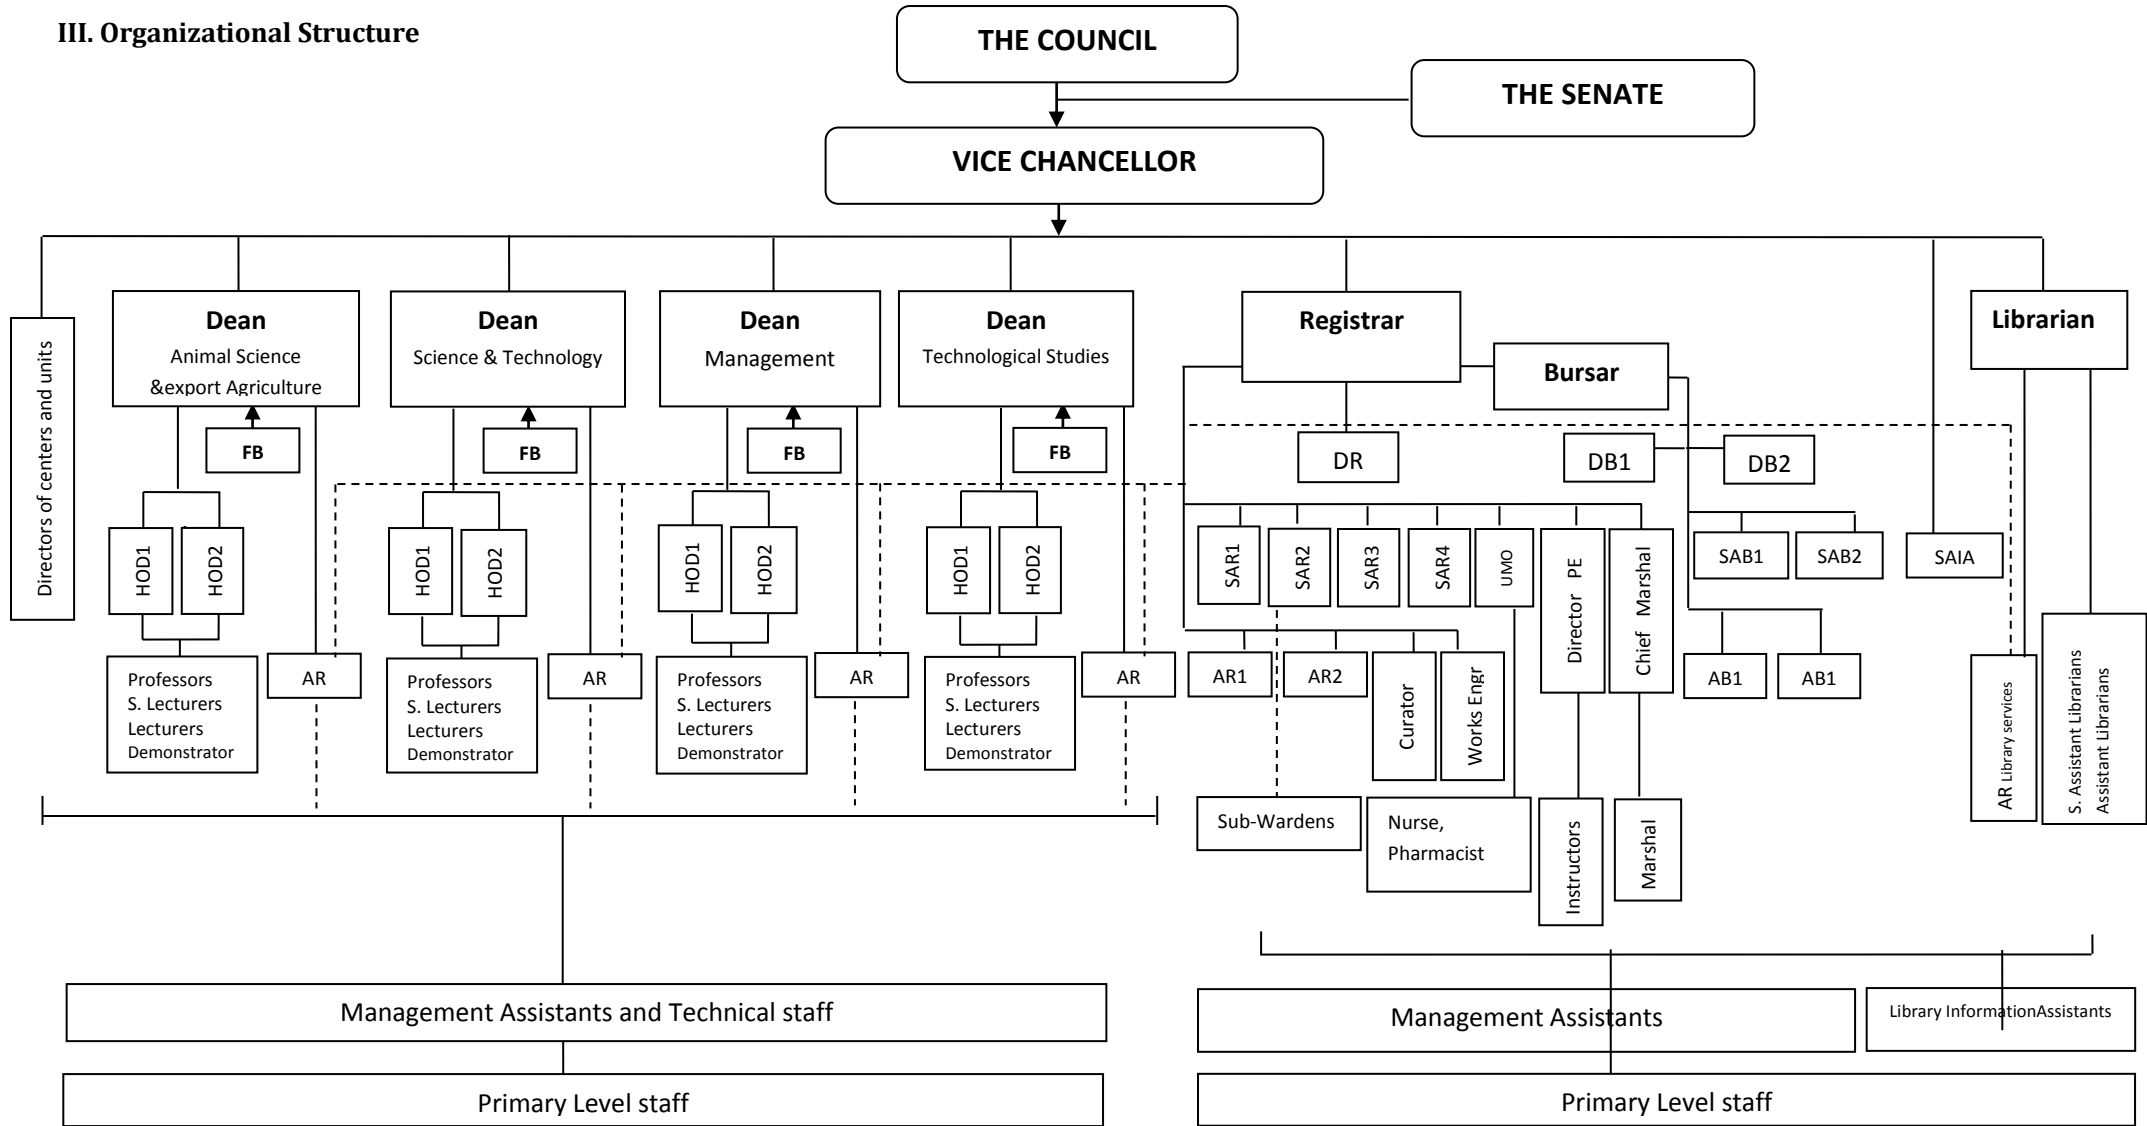 III. Organizational Structure
THE COUNCIL
THE SENATE
VICE CHANCELLOR
Directors of centers and units
Dean
Animal Science
&export Agriculture
Dean
Science & Technology
Dean
Management
Dean
Technological Studies
Registrar
Bursar
Librarian
FB
FB
FB
FB
DR
DB1
DB2
HOD1
HOD2
HOD1
HOD2
HOD1
HOD2
HOD1
HOD2
SAR1
SAR2
SAR3
SAR4
UMO
Director PE
Chief Marshal
SAB1
SAB2
SAIA
Professors
S. Lecturers
Lecturers
Demonstrator
AR
Professors
S. Lecturers
Lecturers
Demonstrator
AR
Professors
S. Lecturers
Lecturers
Demonstrator
AR
Professors
S. Lecturers
Lecturers
Demonstrator
AR
AR1
AR2
Curator
Works Engr
AB1
AB1
AR Library services
S. Assistant Librarians
Assistant Librarians
Sub-Wardens
Nurse,
Pharmacist
Instructors
Marshal
Management Assistants and Technical staff
Management Assistants
Library InformationAssistants
Primary Level staff
Primary Level staff